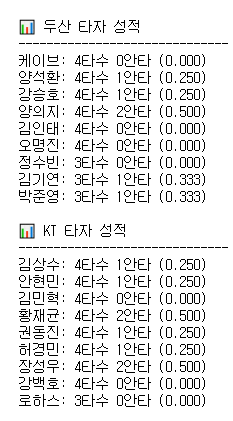 📊 두산 타자 성적
------------------------------
케이브: 4타수 0안타 (0.000)
양석환: 4타수 1안타 (0.250)
강승호: 4타수 1안타 (0.250)
양의지: 4타수 2안타 (0.500)
김인태: 4타수 0안타 (0.000)
오명진: 4타수 0안타 (0.000)
정수빈: 3타수 0안타 (0.000)
김기연: 3타수 1안타 (0.333)
박준영: 3타수 1안타 (0.333)
📊 KT 타자 성적
------------------------------
김상수: 4타수 1안타 (0.250)
안현민: 4타수 1안타 (0.250)
김민혁: 4타수 0안타 (0.000)
황재균: 4타수 2안타 (0.500)
권동진: 4타수 1안타 (0.250)
허경민: 4타수 1안타 (0.250)
장성우: 4타수 2안타 (0.500)
강백호: 4타수 0안타 (0.000)
로하스: 3타수 0안타 (0.000)